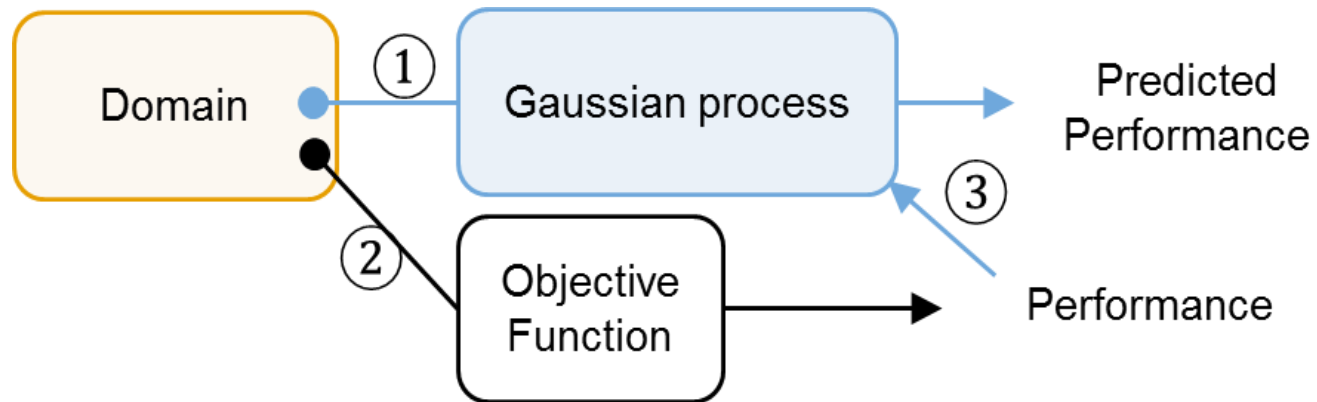 Domain
①
Gaussian process
Predicted
Performance
②
Objective
Function
③
Performance